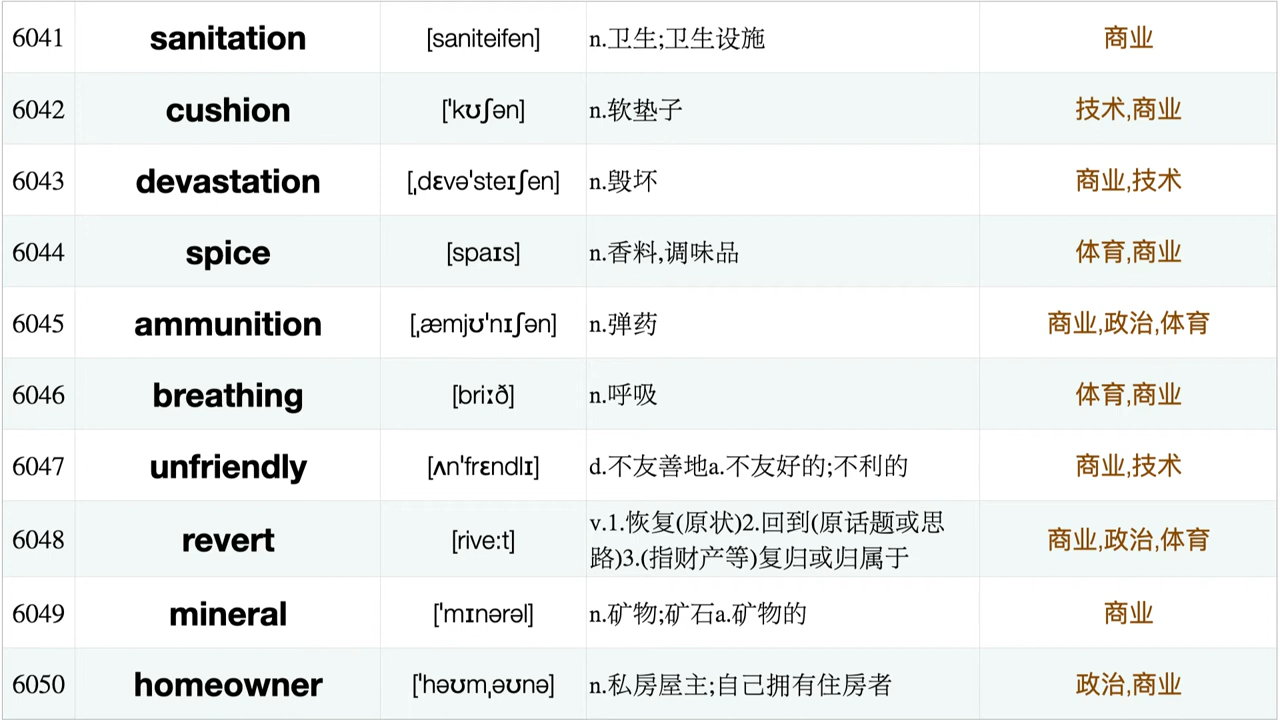 6041 sanitation [saniteifen] n.卫生;卫生设施 商业
6042 cushion ['kʊʃən] n.软垫子 技术,商业
6043 devastation [ˌdɛvə'steɪʃen] n.毁坏 商业,技术
6044 spice [spaɪs] n.香料,调味品 体育,商业
6045 ammunition [ˌæmjʊ'nɪʃən] n.弹药 商业,政治,体育
6046 breathing [briːð] n.呼吸 体育,商业
6047 unfriendly [ʌn'frɛndlɪ] d.不友善地a.不友好的;不利的 商业,技术
6048 revert [rive:t] v.1.恢复(原状)2.回到(原话题或思 商业,政治,体育
路)3.(指财产等)复归或归属于
6049 mineral ['mɪnərəl] n.矿物;矿石a.矿物的 商业
6050 homeowner ['həʊmˌəʊnə] n.私房屋主;自己拥有住房者 政治,商业